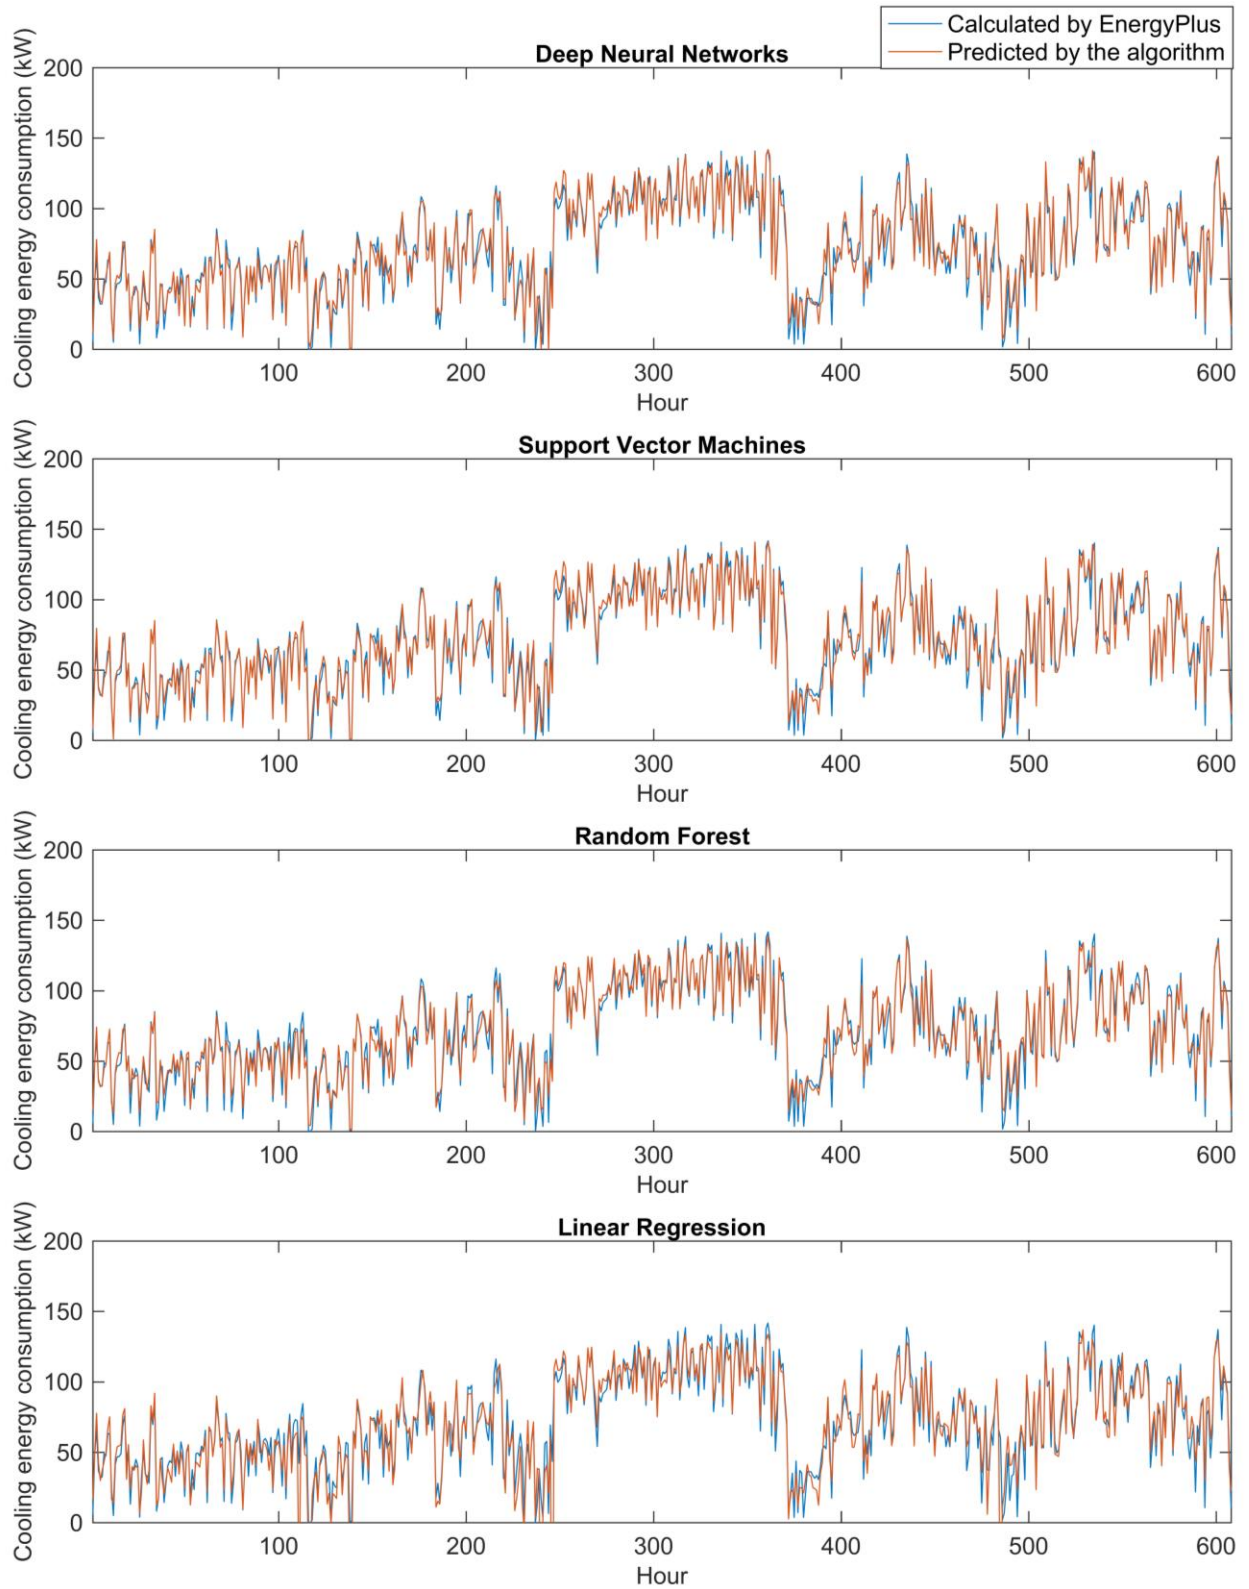 Calculated by EnergyPlus
Predicted by the algorithm
Deep Neural Networks
Cooling energy consumption (kW)
200
150
100
50
0
100 200 300 400 500 600
Hour
Support Vector Machines
Cooling energy consumption (kW)
200
150
100
50
0
100 200 300 400 500 600
Hour
Random Forest
Cooling energy consumption (kW)
200
150
100
50
0
100 200 300 400 500 600
Hour
Linear Regression
Cooling energy consumption (kW)
200
150
100
50
0
100 200 300 400 500 600
Hour